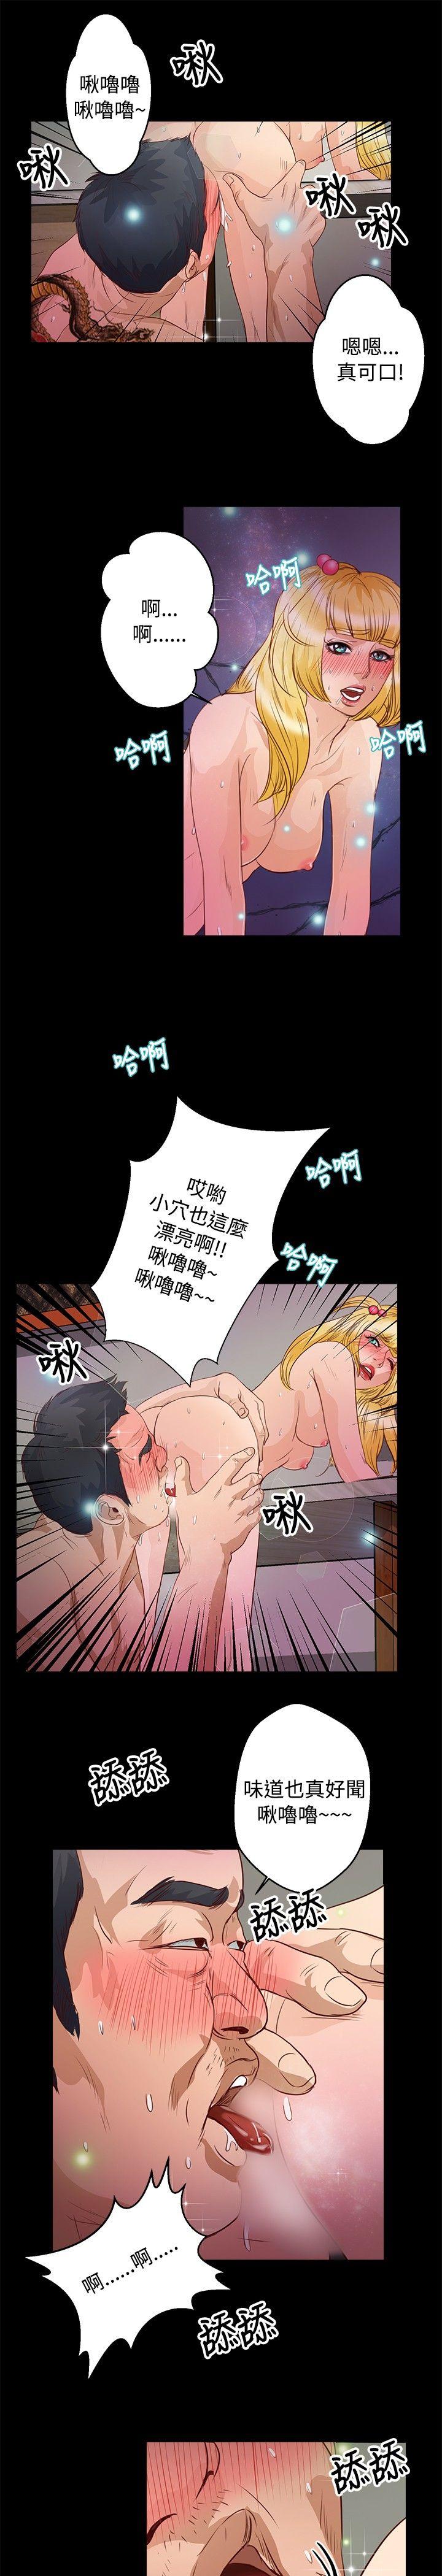 啾嚕嚕
啾嚕嚕~
啾
啾
啾
啾
嗯嗯...
真可口!
哈啊
啊...
啊......
哈啊
哈啊
哈啊
哈啊
哈啊
哎喲
小穴也這麼
漂亮啊!!
啾嚕嚕~
啾嚕嚕~~
啾
啾
舔舔
味道也真好聞
啾嚕嚕~~~
舔舔
啊......啊.....
舔舔
舔舔